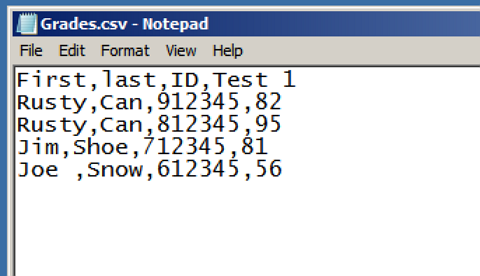 Grades.csv - Notepad
File Edit Format View Help
First,last,ID,Test 1
Rusty,Can,912345,82
Rusty,Can,812345,95
Jim,Shoe,712345,81
Joe ,Snow,612345,56